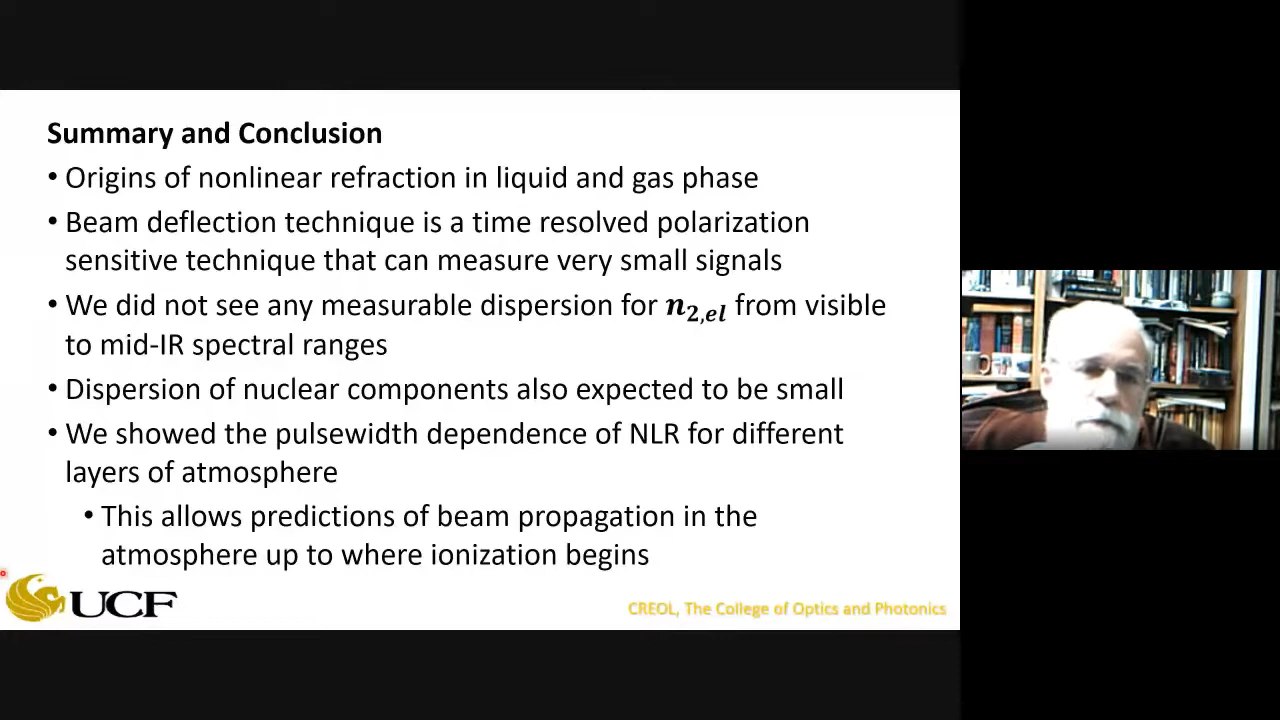 Summary and Conclusion
• Origins of nonlinear refraction in liquid and gas phase
• Beam deflection technique is a time resolved polarization
sensitive technique that can measure very small signals
• We did not see any measurable dispersion for n2,el from visible
to mid-IR spectral ranges
• Dispersion of nuclear components also expected to be small
• We showed the pulsewidth dependence of NLR for different
layers of atmosphere
• This allows predictions of beam propagation in the
atmosphere up to where ionization begins
UCF
CREOL, The College of Optics and Photonics